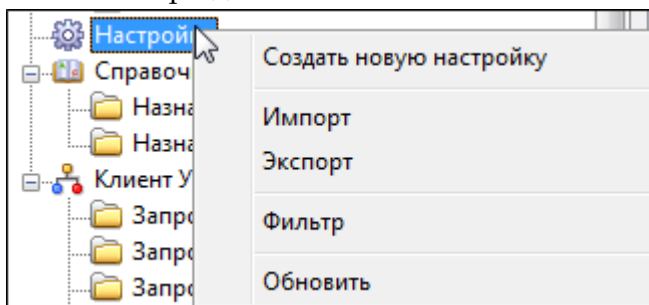 Настрой
Создать новую настройку
Справоч
Назна
Импорт
Назна
Экспорт
Клиент У
Запро
Фильтр
Запро
Запро
Обновить